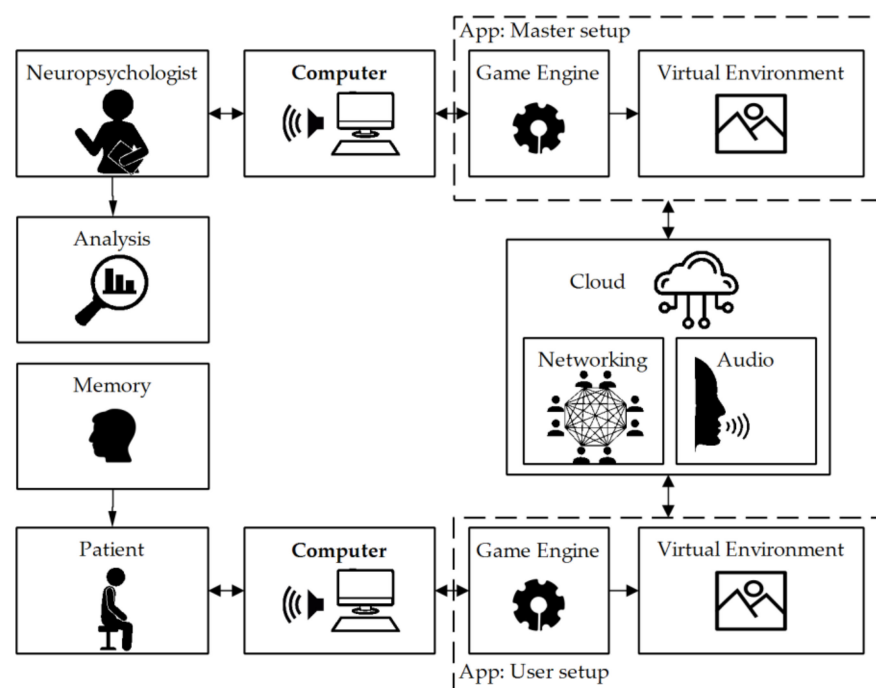 App: Master setup
Neuropsychologist
Computer
Game Engine
Virtual Environment
Analysis
Cloud
Networking
Audio
Memory
Patient
Computer
Game Engine
Virtual Environment
App: User setup